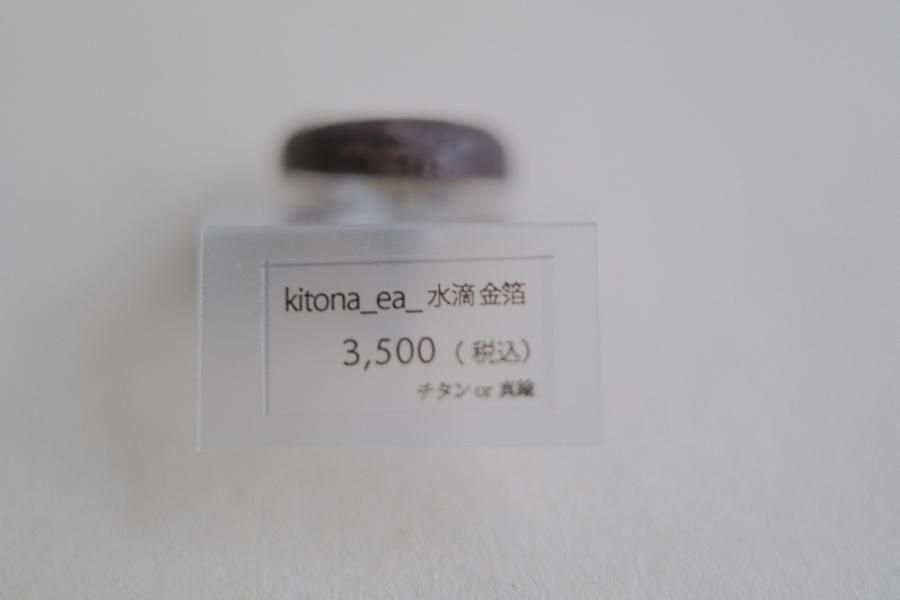 kitona_ea_水滴金箔
3,500 (税込)
チタン or 真鍮